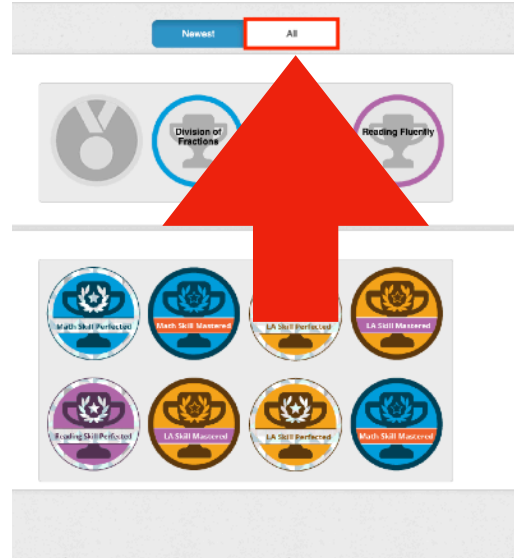 Newest All
Division of
Fractions
Reading Fluently
Math Skill Perfected
Math Skill Mastered
LA Skill Perfected
LA Skill Mastered
Reading Skill Perfected
LA Skill Mastered
LA Skill Perfected
Math Skill Mastered